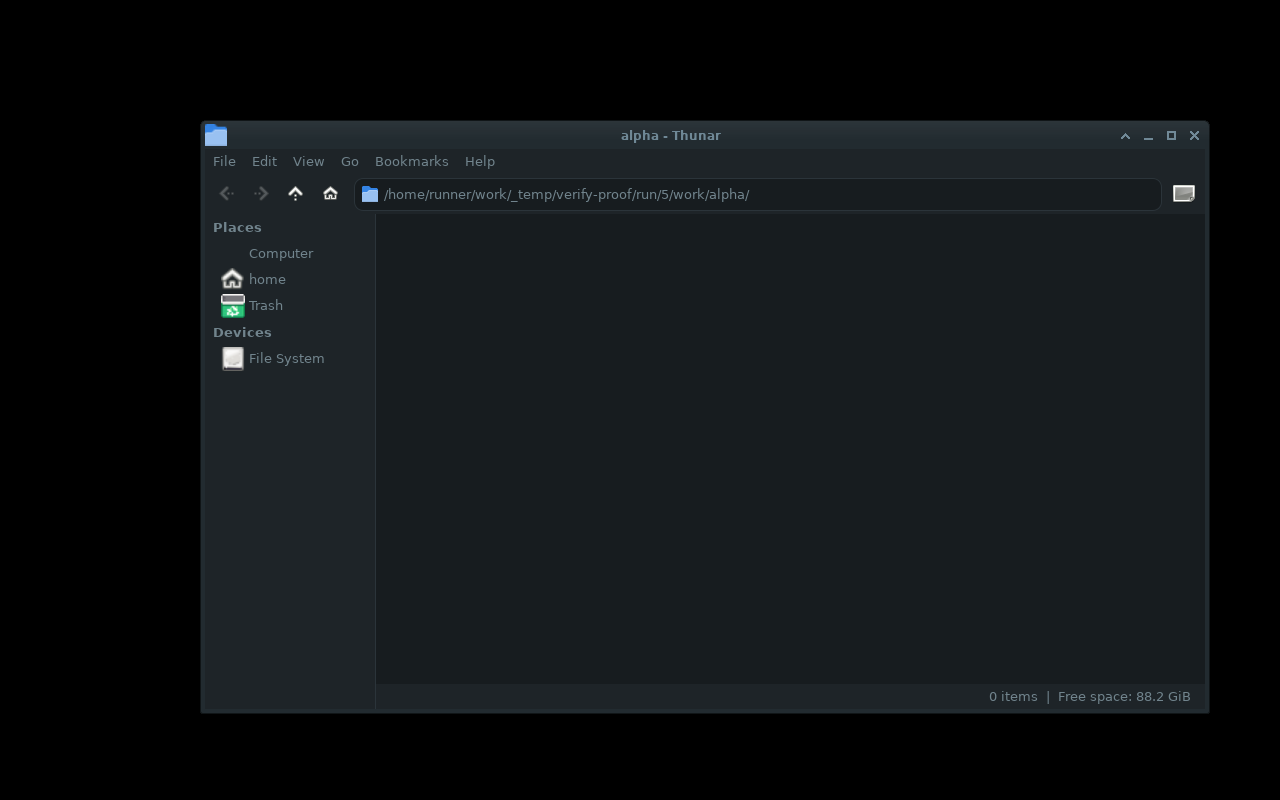 alpha - Thunar
File Edit View Go Bookmarks Help
/home/runner/work/_temp/verify-proof/run/5/work/alpha/
Places
Computer
home
Trash
Devices
File System
0 items | Free space: 88.2 GiB